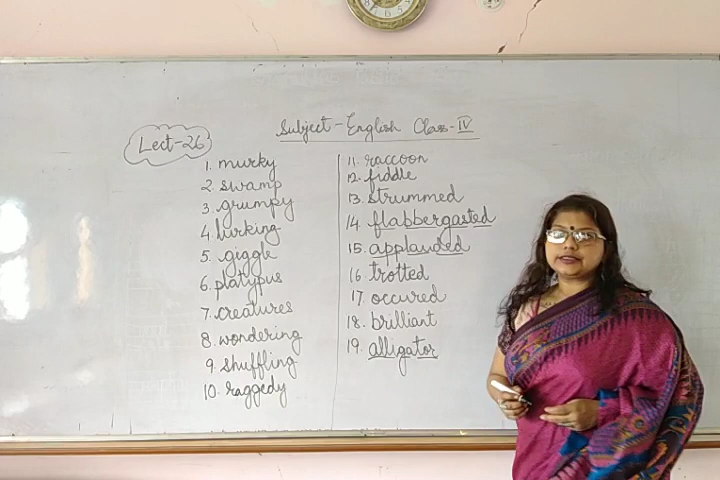 Subject - English Class - IV
Lect-26
1. murky
2. swamp
3. grumpy
4. lurking
5. giggle
6. platypus
7. creatures
8. wondering
9. shuffling
10. raggedy
11. raccoon
12. fiddle
13. strummed
14. flabbergasted
15. applauded
16. trotted
17. occured
18. brilliant
19. alligator